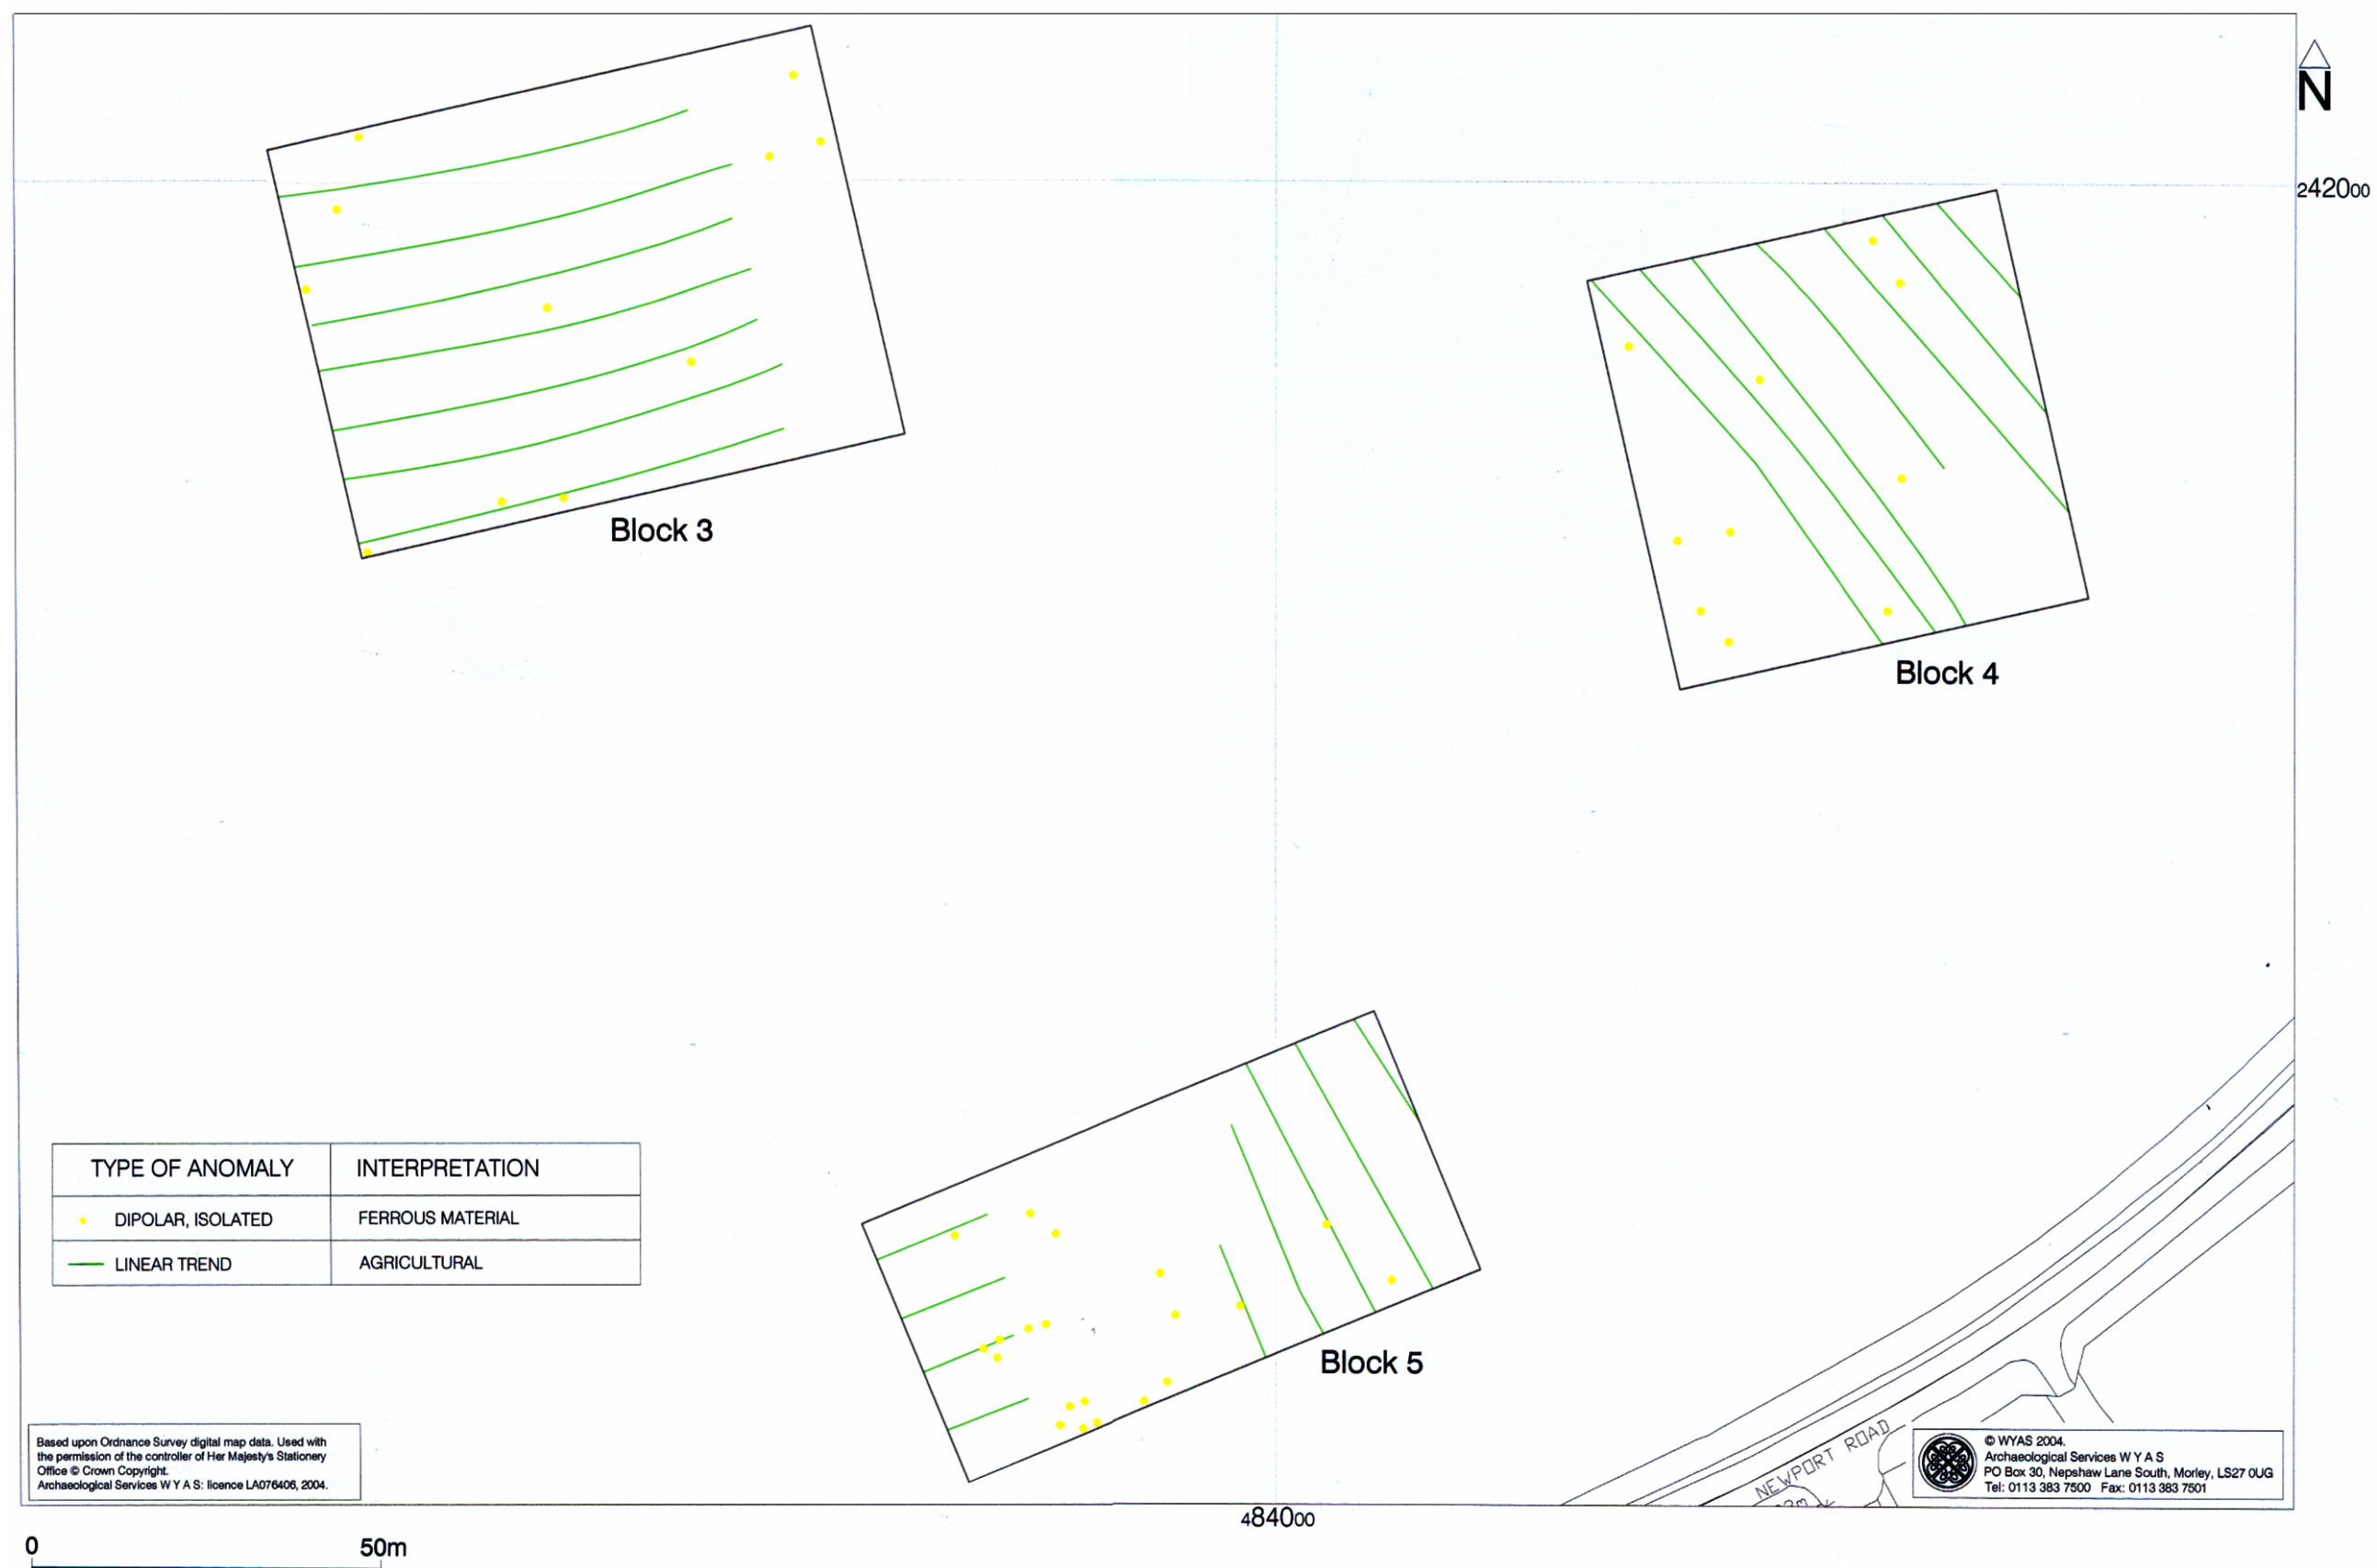 N
24200
Block 3
Block 4
Block 5
TYPE OF ANOMALY INTERPRETATION
DIPOLAR, ISOLATED FERROUS MATERIAL
LINEAR TREND AGRICULTURAL
Based upon Ordnance Survey digital map data. Used with
the permission of the controller of Her Majesty's Stationery
Office © Crown Copyright.
Archaeological Services W Y A S: licence LA076406, 2004.
NEWPORT ROAD
© WYAS 2004.
Archaeological Services W Y A S
PO Box 30, Nepshaw Lane South, Morley, LS27 0UG
Tel: 0113 383 7500 Fax: 0113 383 7501
48400
0 50m